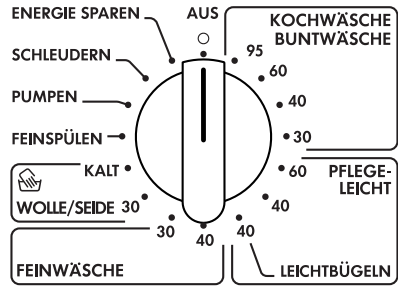 ENERGIE SPAREN
AUS
KOCHWÄSCHE
BUNTWÄSCHE
SCHLEUDERN
95
60
PUMPEN
40
FEINSPÜLEN
30
KALT
60
PFLEGE-
LEICHT
WOLLE/SEIDE 30
40
30
40
40
FEINWÄSCHE
LEICHTBÜGELN